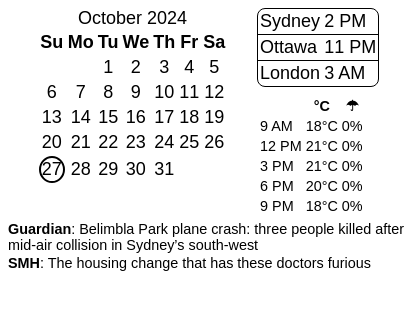 October 2024
Su Mo Tu We Th Fr Sa
1 2 3 4 5
6 7 8 9 10 11 12
13 14 15 16 17 18 19
20 21 22 23 24 25 26
27 28 29 30 31
Sydney 2 PM
Ottawa 11 PM
London 3 AM
°C ☂
9 AM 18°C 0%
12 PM 21°C 0%
3 PM 21°C 0%
6 PM 20°C 0%
9 PM 18°C 0%
Guardian: Belimbla Park plane crash: three people killed after
mid-air collision in Sydney’s south-west
SMH: The housing change that has these doctors furious